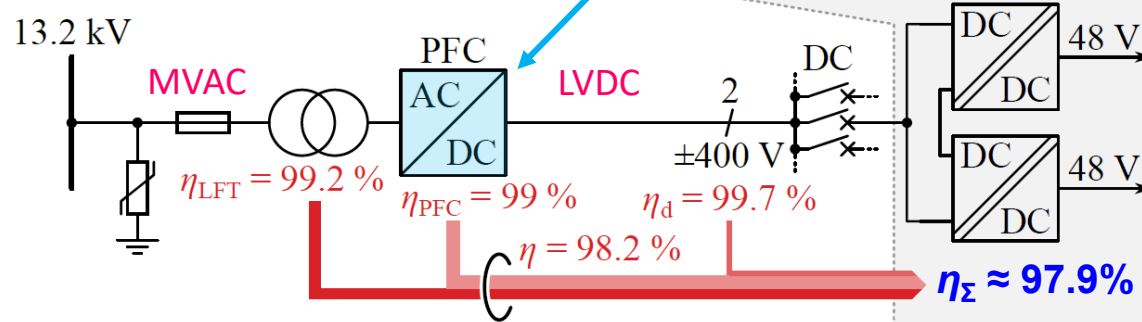 13.2 kV
MVAC
PFC
AC
DC
LVDC
2
±400 V
DC
DC
DC
48 V
DC
DC
48 V
η_LFT = 99.2 %
η_PFC = 99 %
η_d = 99.7 %
η = 98.2 %
η_Σ ≈ 97.9%